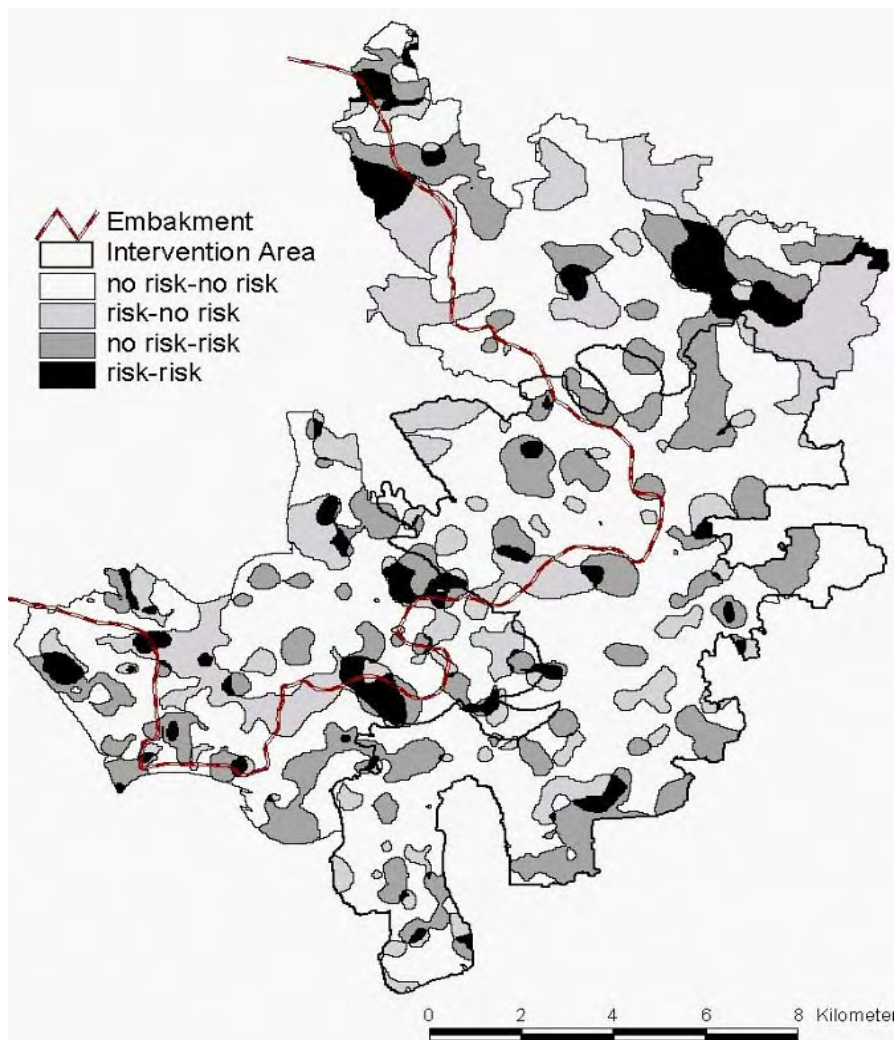 Embakment
Intervention Area
no risk-no risk
risk-no risk
no risk-risk
risk-risk
0 2 4 6 8 Kilometer